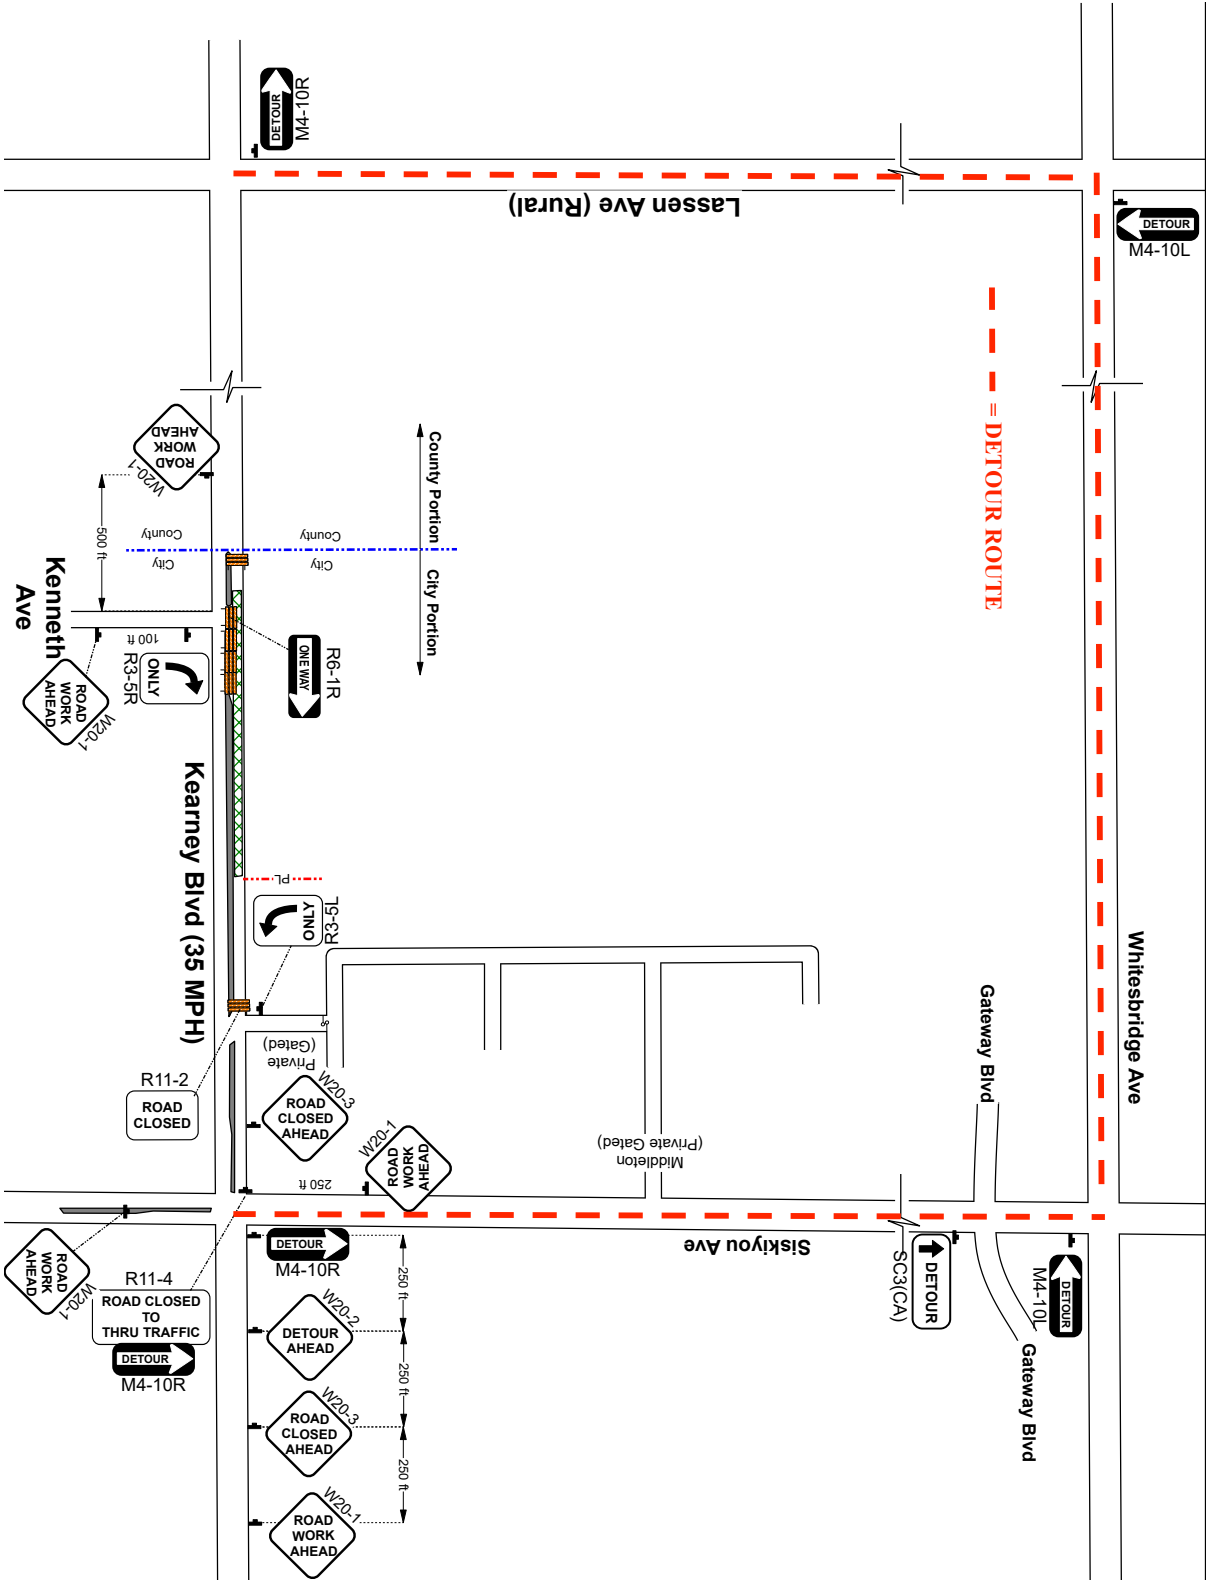 DETOUR
M4-10R
Lassen Ave (Rural)
DETOUR
M4-10L
= DETOUR ROUTE
ROAD
WORK
AHEAD
W20-1
500 ft
County
City
County
City
County Portion
City Portion
Kenneth
Ave
100 ft
R3-5R
ONLY
ROAD
WORK
AHEAD
W20-1
ONE WAY
R6-1R
Kearney Blvd (35 MPH)
PL
ONLY
R3-5L
Private
(Gated)
R11-2
ROAD
CLOSED
ROAD
CLOSED
AHEAD
W20-3
ROAD
WORK
AHEAD
W20-1
250 ft
Middleton
(Private Gated)
Gateway Blvd
Whitesbridge Ave
Siskiyou Ave
DETOUR
SC3(CA)
DETOUR
M4-10L
Gateway Blvd
ROAD
WORK
AHEAD
W20-1
R11-4
ROAD CLOSED
TO
THRU TRAFFIC
DETOUR
M4-10R
DETOUR
M4-10R
250 ft
DETOUR
AHEAD
W20-2
250 ft
ROAD
CLOSED
AHEAD
W20-3
250 ft
ROAD
WORK
AHEAD
W20-1